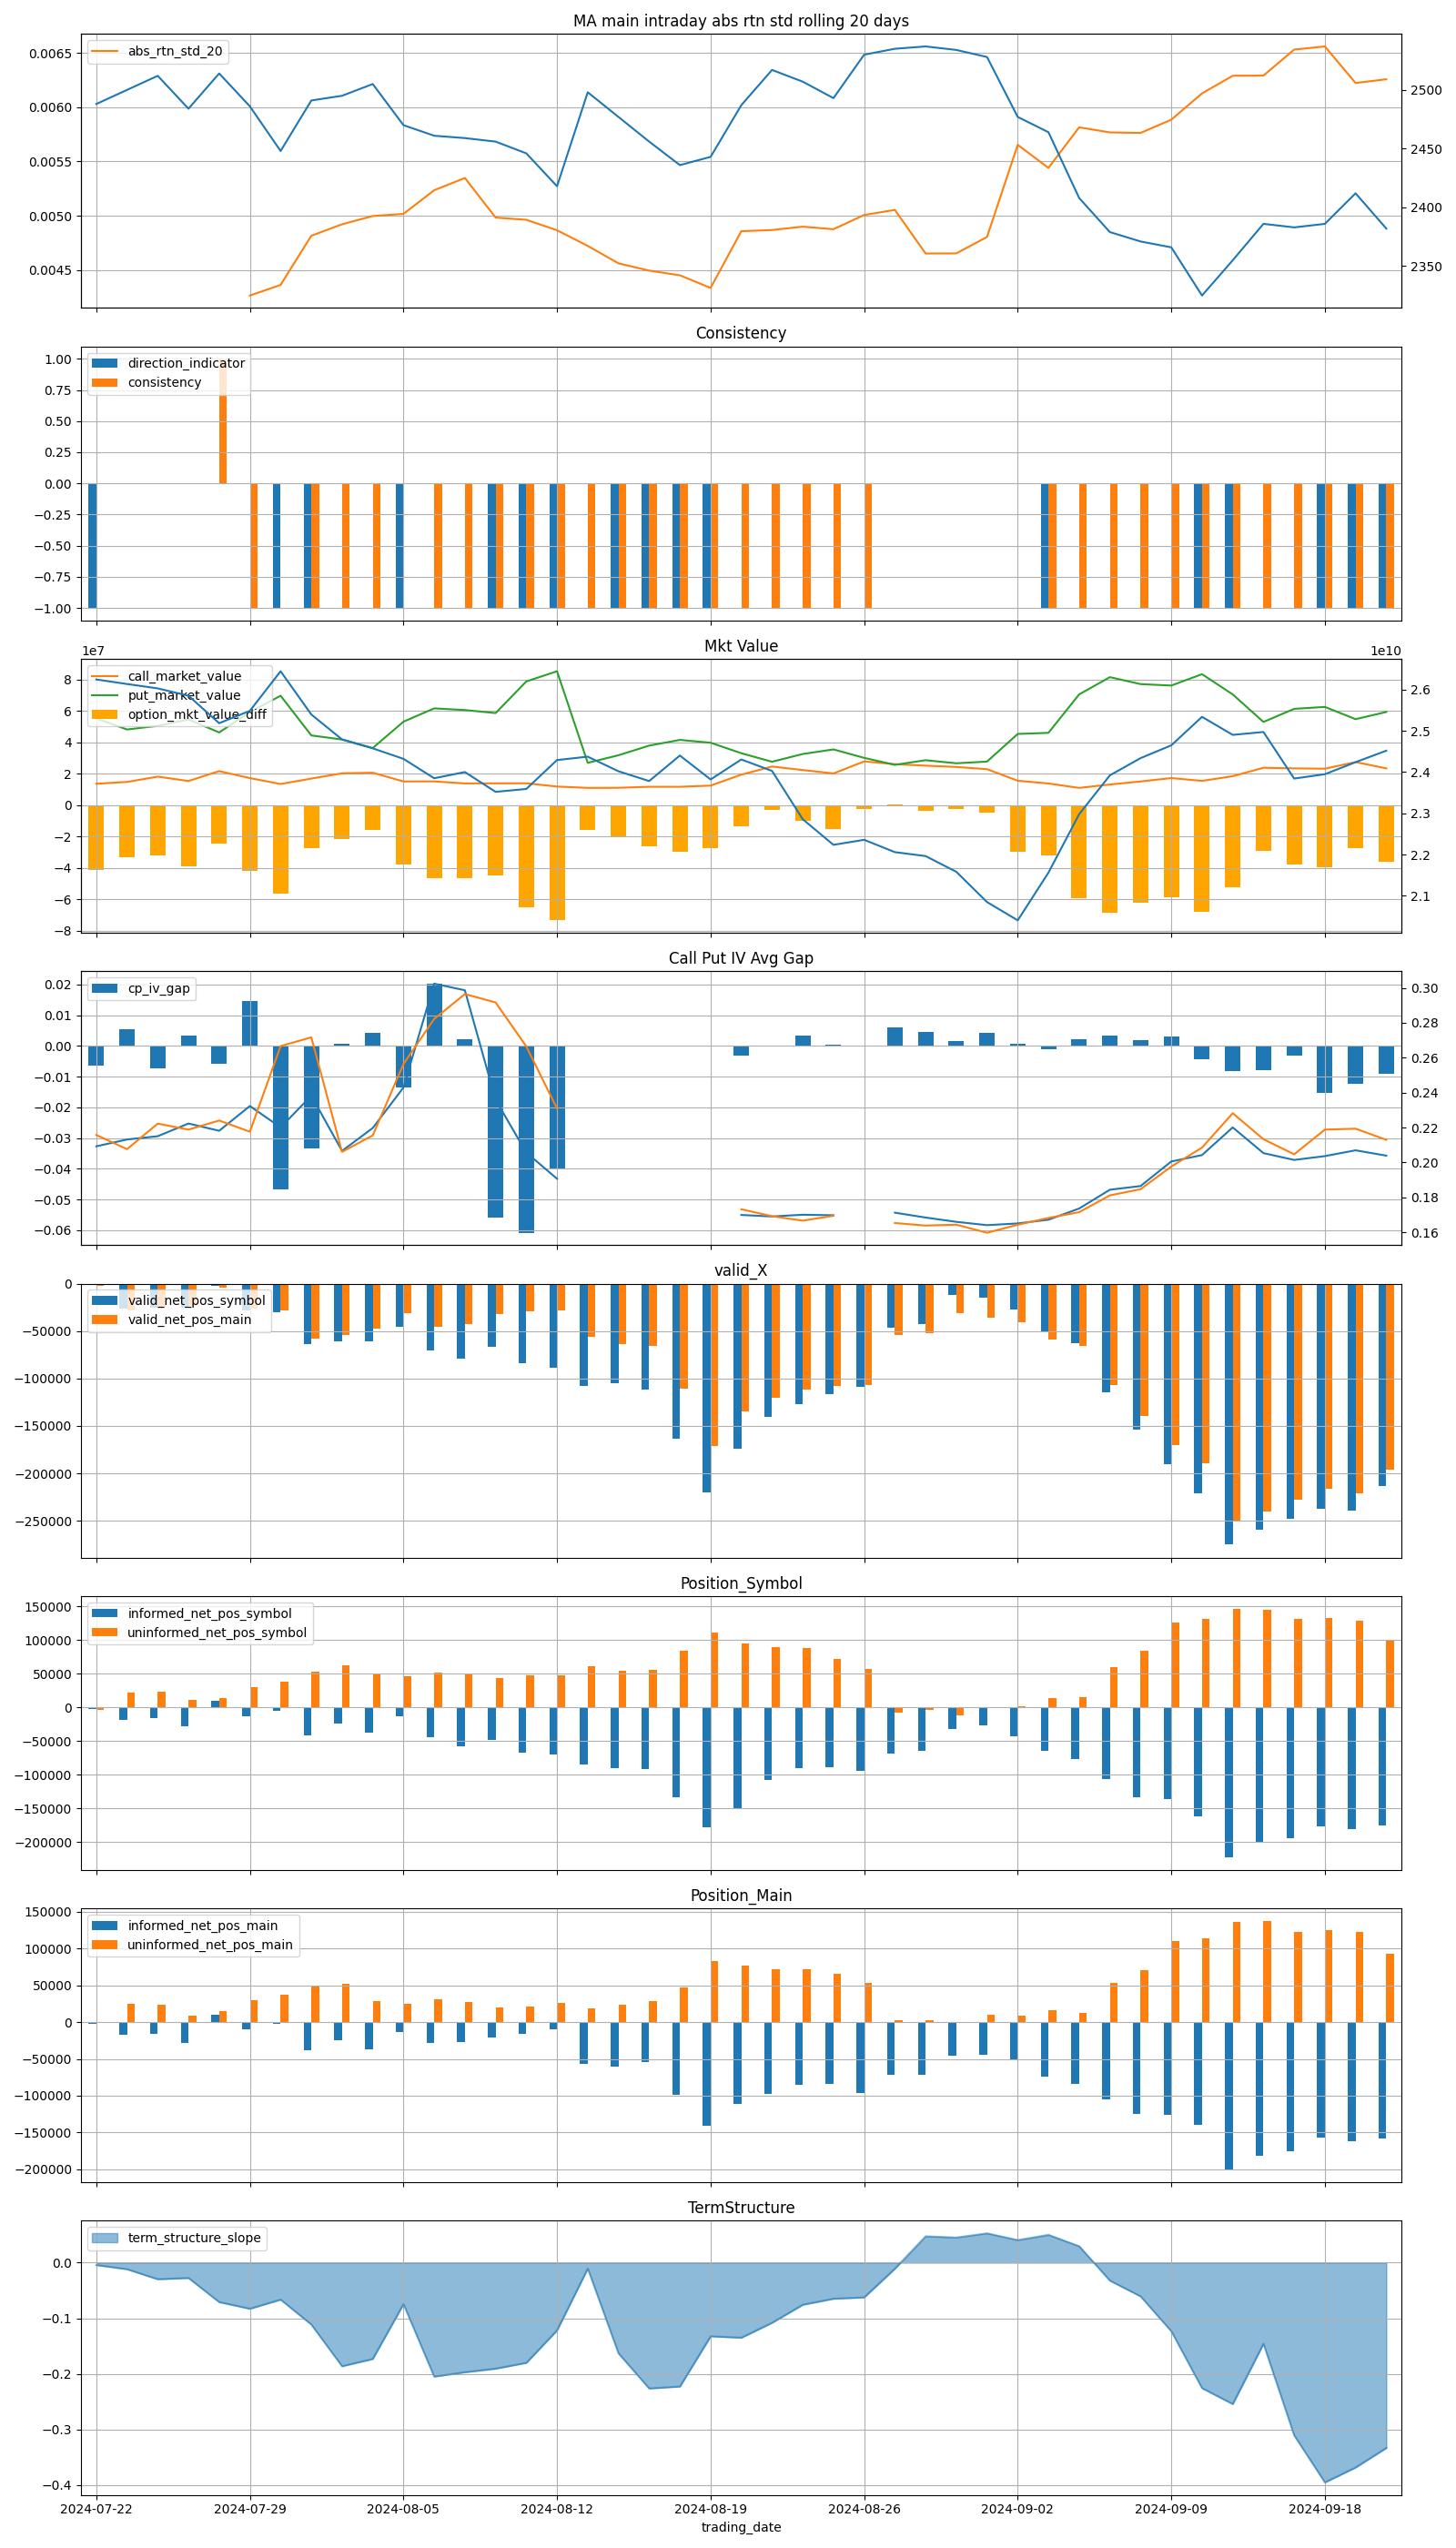 MA main intraday abs rtn std rolling 20 days
abs_rtn_std_20
0.0065
0.0060
0.0055
0.0050
0.0045
2500
2450
2400
2350
Consistency
direction_indicator
consistency
1.00
0.75
0.50
0.25
0.00
−0.25
−0.50
−0.75
−1.00
Mkt Value
1e7
1e10
call_market_value
put_market_value
option_mkt_value_diff
8
6
4
2
0
−2
−4
−6
−8
2.6
2.5
2.4
2.3
2.2
2.1
Call Put IV Avg Gap
cp_iv_gap
0.02
0.01
0.00
−0.01
−0.02
−0.03
−0.04
−0.05
−0.06
0.30
0.28
0.26
0.24
0.22
0.20
0.18
0.16
valid_X
valid_net_pos_symbol
valid_net_pos_main
0
−50000
−100000
−150000
−200000
−250000
Position_Symbol
informed_net_pos_symbol
uninformed_net_pos_symbol
150000
100000
50000
0
−50000
−100000
−150000
−200000
Position_Main
informed_net_pos_main
uninformed_net_pos_main
150000
100000
50000
0
−50000
−100000
−150000
−200000
TermStructure
term_structure_slope
0.0
−0.1
−0.2
−0.3
−0.4
2024-07-22 2024-07-29 2024-08-05 2024-08-12 2024-08-19 2024-08-26 2024-09-02 2024-09-09 2024-09-18
trading_date